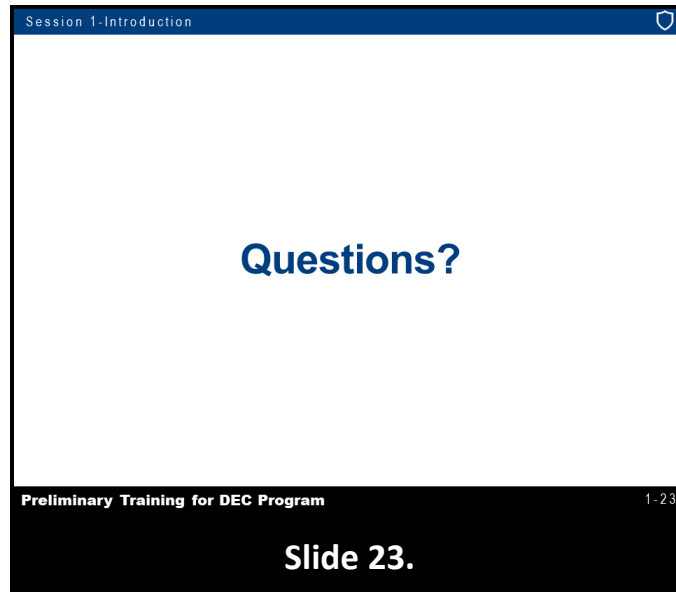 Session 1-Introduction
Questions?
Preliminary Training for DEC Program
1-23
Slide 23.